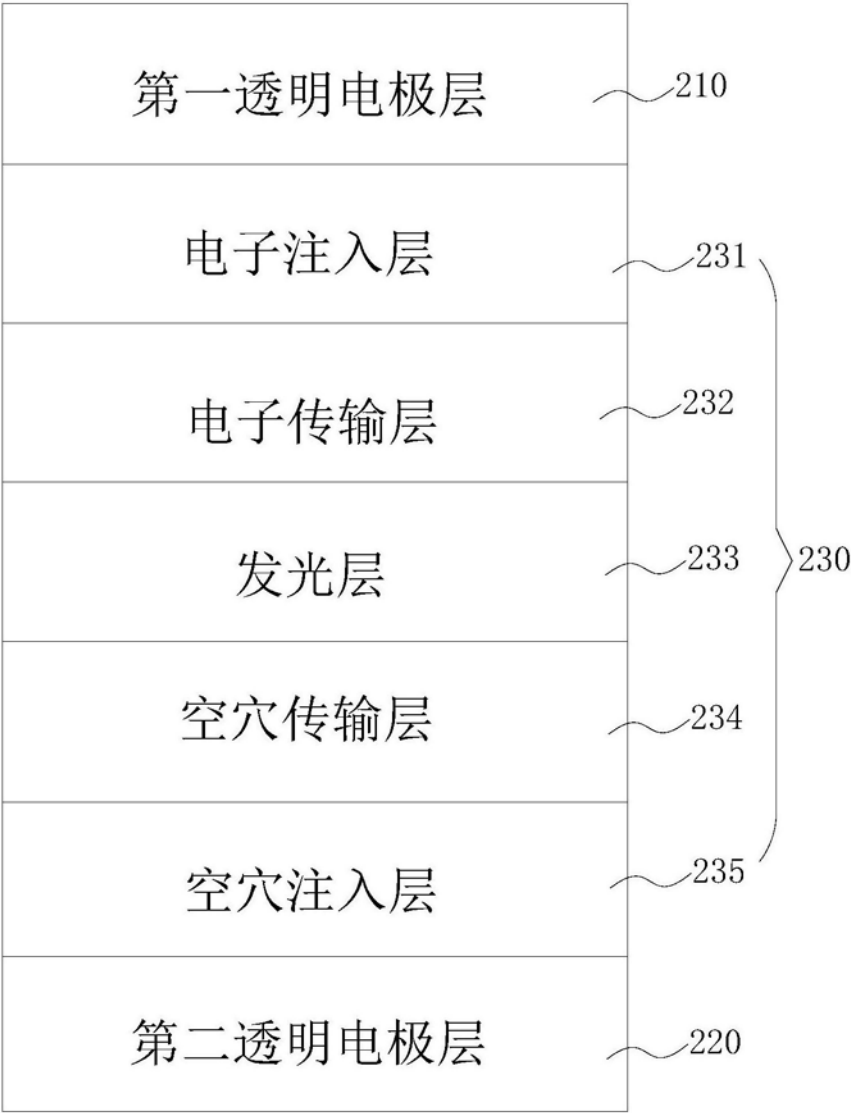 第一透明电极层 210
电子注入层 231
电子传输层 232
发光层 233
230
空穴传输层 234
空穴注入层 235
第二透明电极层 220